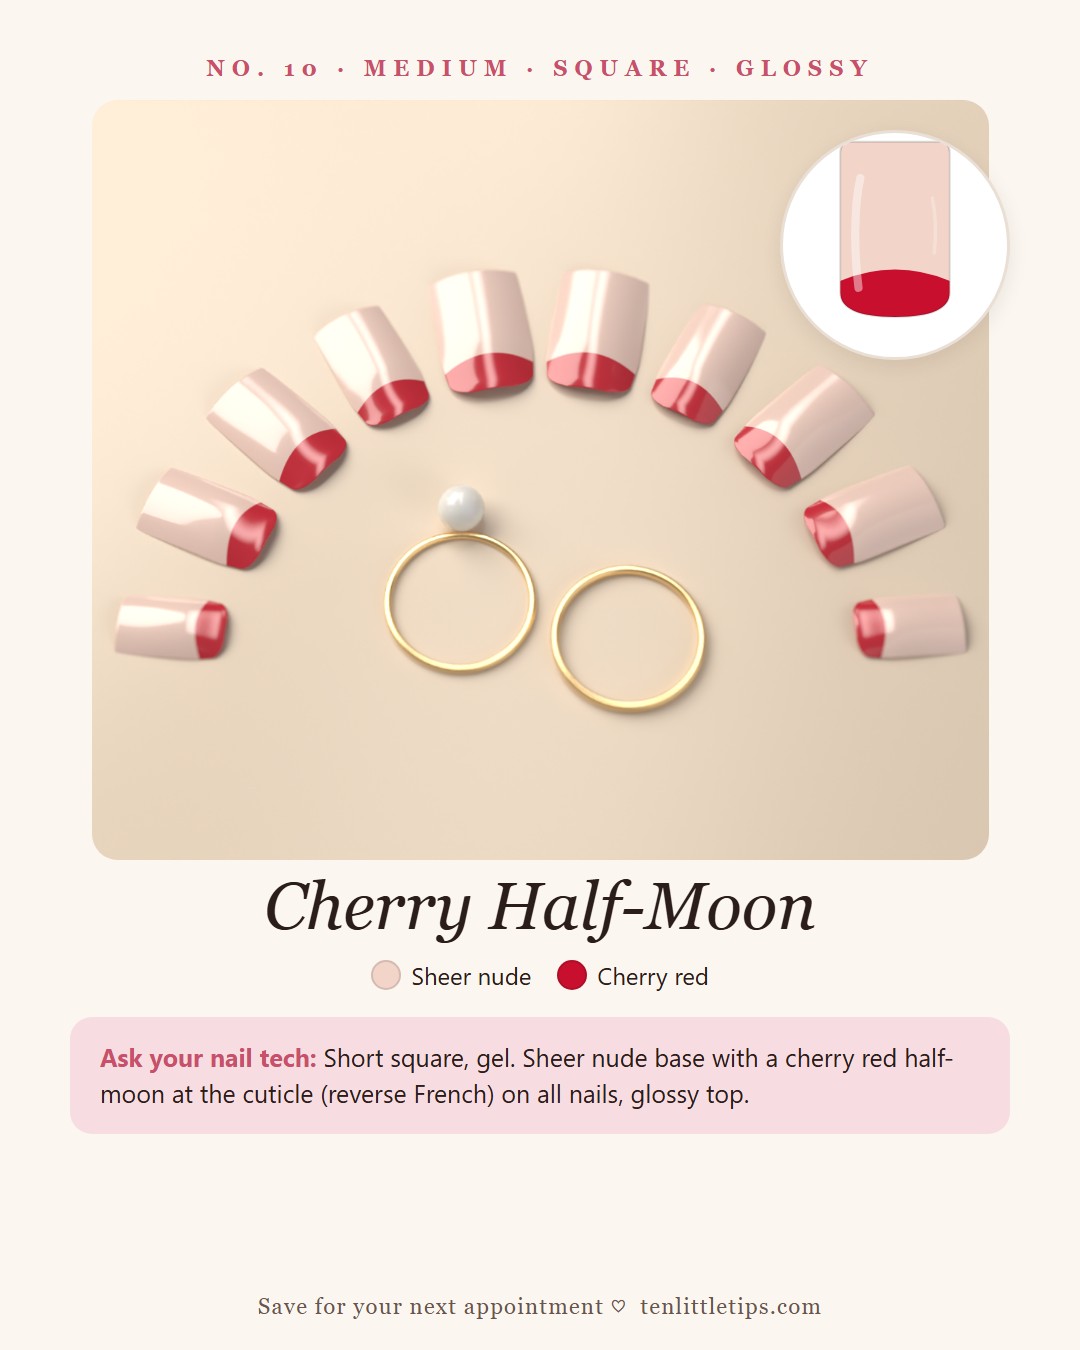 NO. 10 · MEDIUM · SQUARE · GLOSSY
Cherry Half-Moon
Sheer nude Cherry red
Ask your nail tech: Short square, gel. Sheer nude base with a cherry red half-
moon at the cuticle (reverse French) on all nails, glossy top.
Save for your next appointment ♡ tenlittletips.com